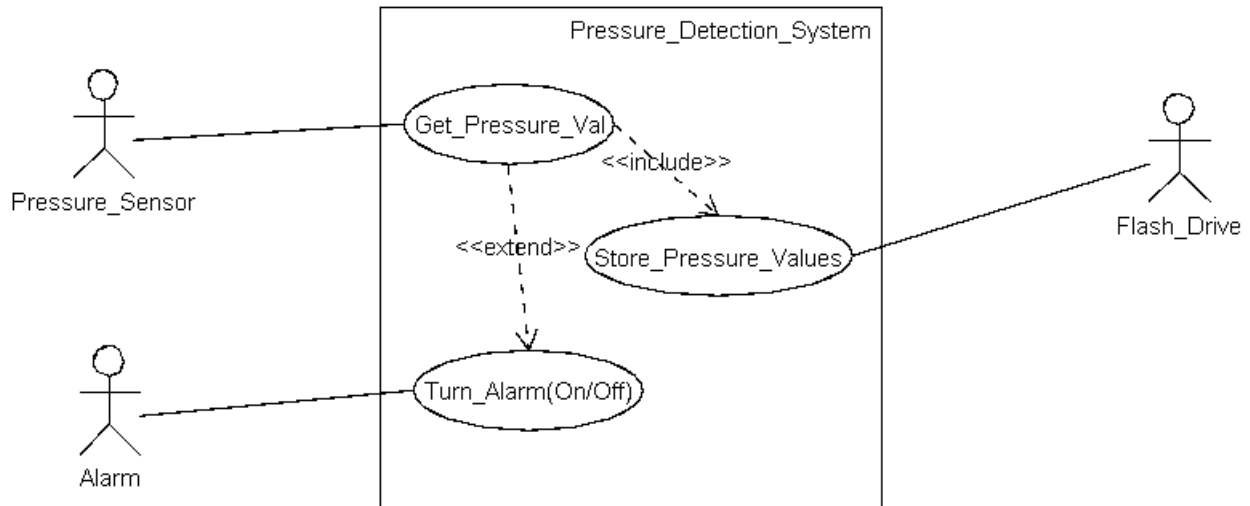 Pressure_Detection_System
Get_Pressure_Val
<<include>>
Pressure_Sensor
Flash_Drive
<<extend>>
Store_Pressure_Values
Turn_Alarm(On/Off)
Alarm